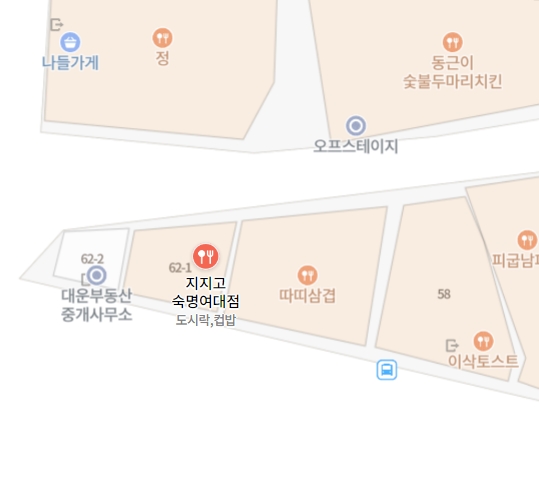 나들가게
정
동근이
숯불두마리치킨
오프스테이지
62-2
대운부동산
중개사무소
62-1
지지고
숙명여대점
도시락,컵밥
따띠삼겹
58
피굽남
이삭토스트